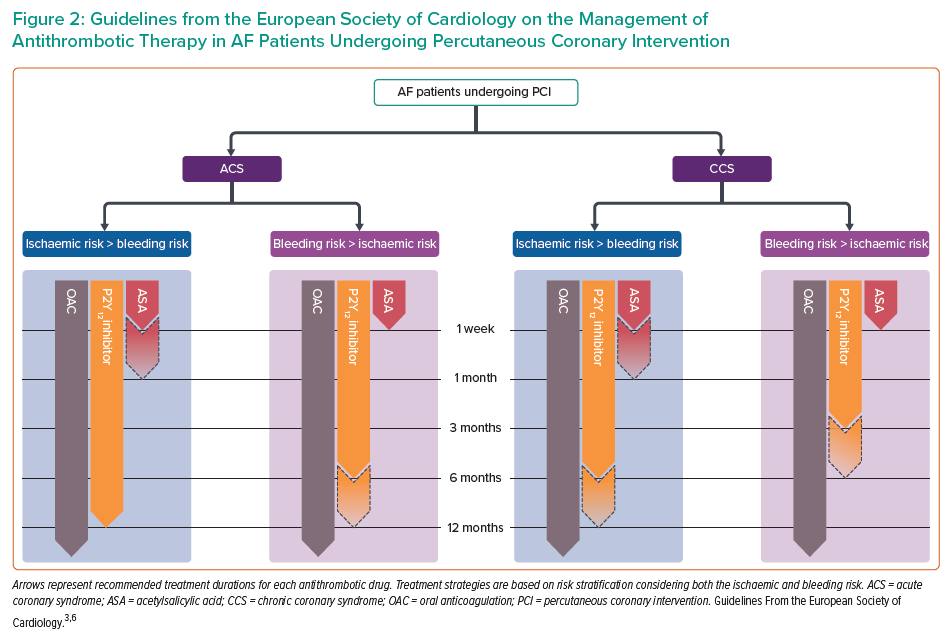 Figure 2: Guidelines from the European Society of Cardiology on the Management of
Antithrombotic Therapy in AF Patients Undergoing Percutaneous Coronary Intervention
AF patients undergoing PCI
ACS
CCS
Ischaemic risk > bleeding risk
Bleeding risk > ischaemic risk
Ischaemic risk > bleeding risk
Bleeding risk > ischaemic risk
OAC
P2Y12 inhibitor
ASA
OAC
P2Y12 inhibitor
ASA
OAC
P2Y12 inhibitor
ASA
OAC
P2Y12 inhibitor
ASA
1 week
1 month
3 months
6 months
12 months
Arrows represent recommended treatment durations for each antithrombotic drug. Treatment strategies are based on risk stratification considering both the ischaemic and bleeding risk. ACS = acute
coronary syndrome; ASA = acetylsalicylic acid; CCS = chronic coronary syndrome; OAC = oral anticoagulation; PCI = percutaneous coronary intervention. Guidelines From the European Society of
Cardiology.3,6